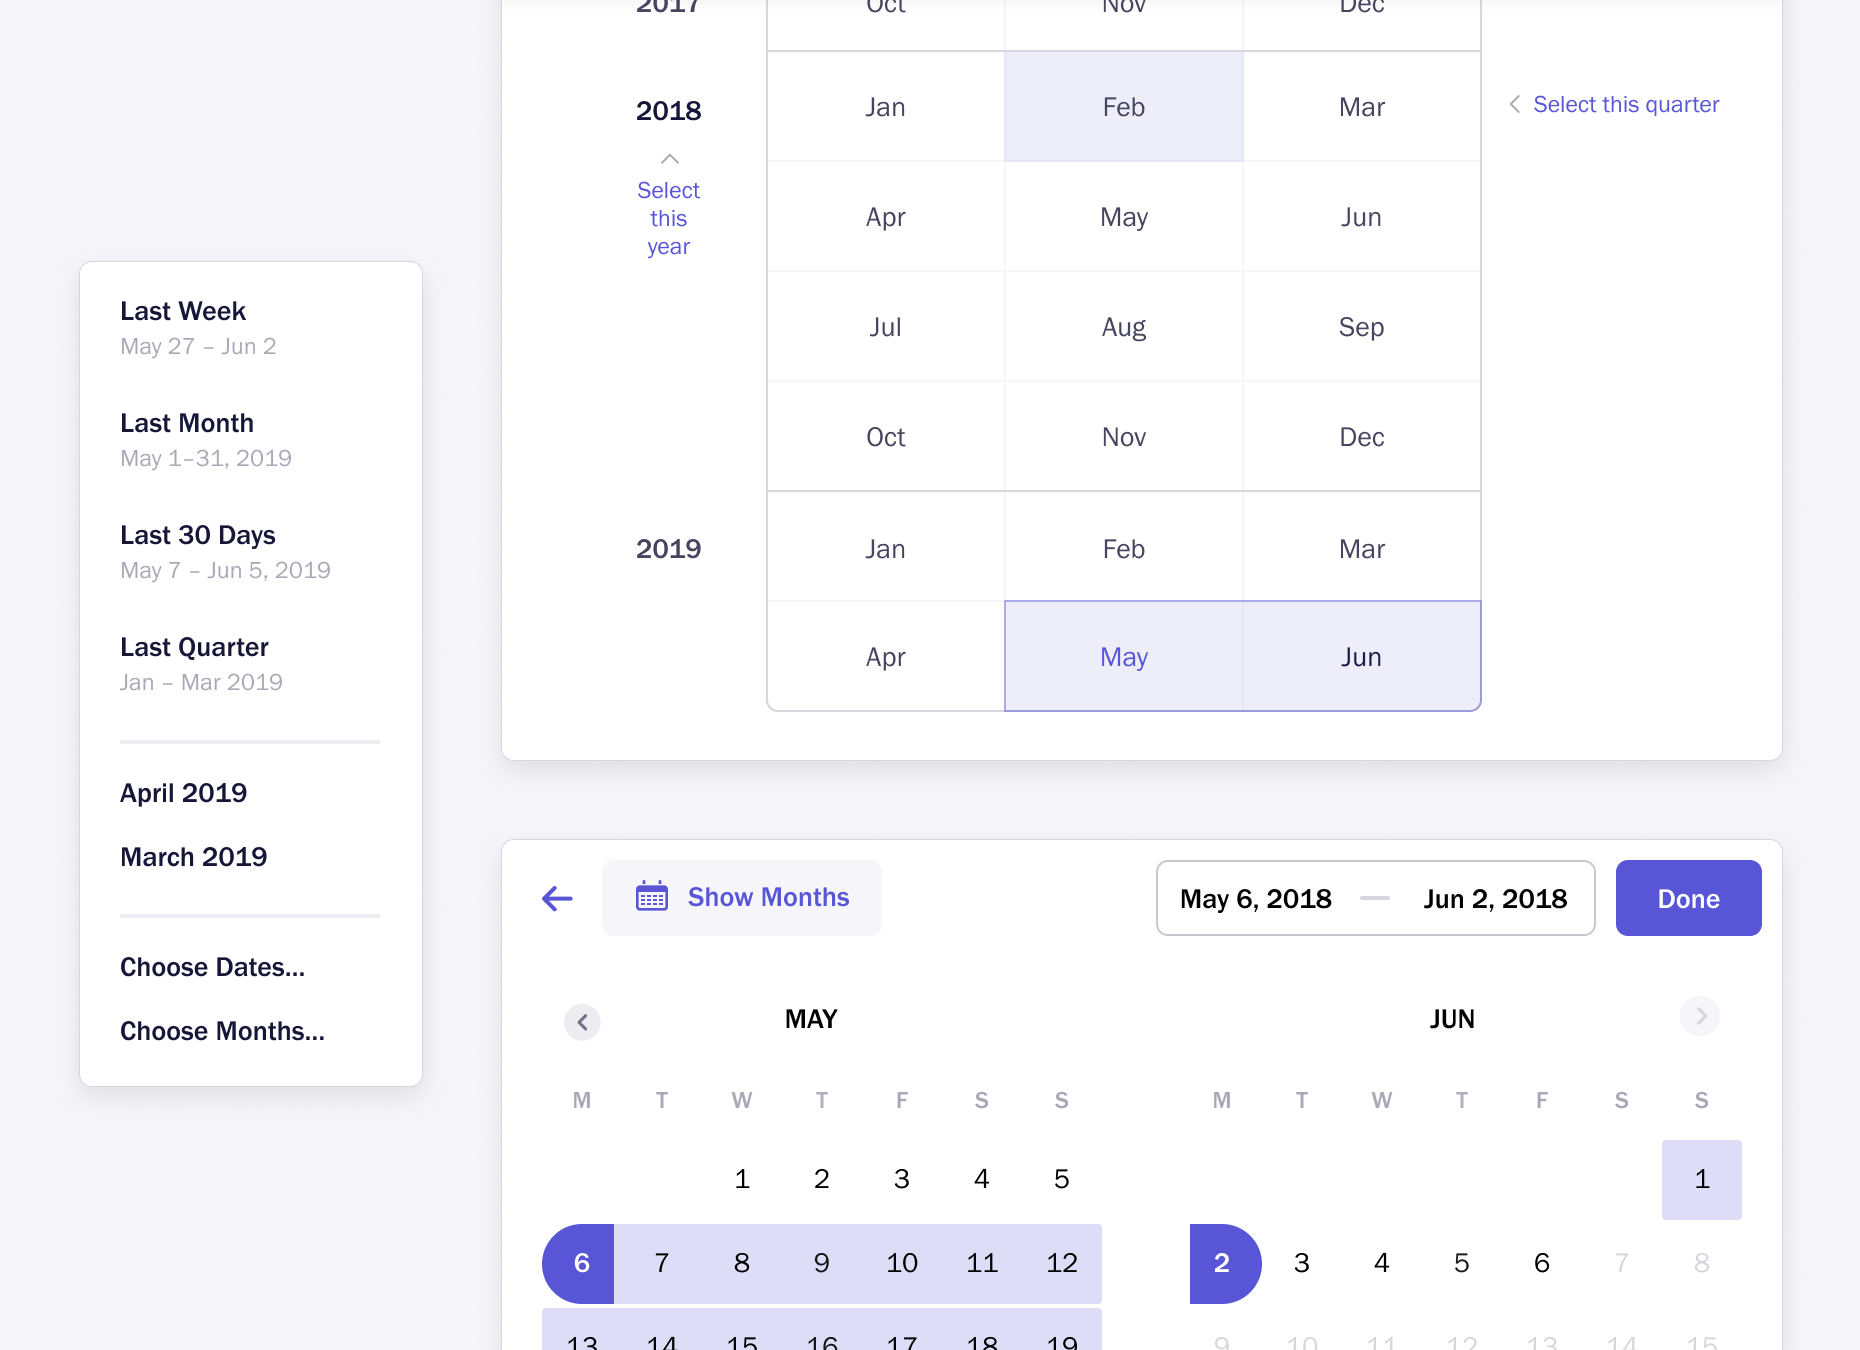 Last Week
May 27 – Jun 2
Last Month
May 1–31, 2019
Last 30 Days
May 7 – Jun 5, 2019
Last Quarter
Jan – Mar 2019
April 2019
March 2019
Choose Dates...
Choose Months...
2017 Oct Nov Dec
2018 Jan Feb Mar Select this quarter
Select
this
year
Apr May Jun
Jul Aug Sep
Oct Nov Dec
2019 Jan Feb Mar
Apr May Jun
Show Months May 6, 2018 — Jun 2, 2018 Done
MAY
M T W T F S S
1 2 3 4 5
6 7 8 9 10 11 12
13 14 15 16 17 18 19
JUN
M T W T F S S
1
2 3 4 5 6 7 8
9 10 11 12 13 14 15